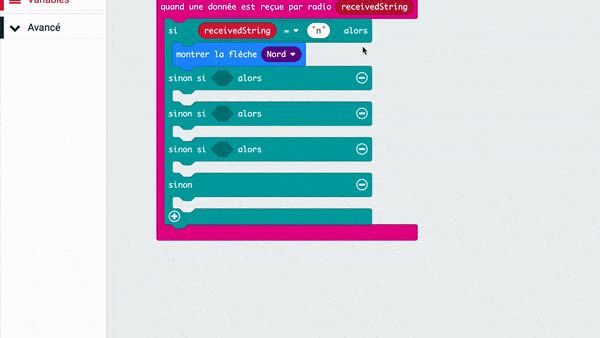 Variables
Avancé
quand une donnée est reçue par radio receivedString
si receivedString = "n" alors
montrer la flèche Nord
sinon si alors
sinon si alors
sinon si alors
sinon